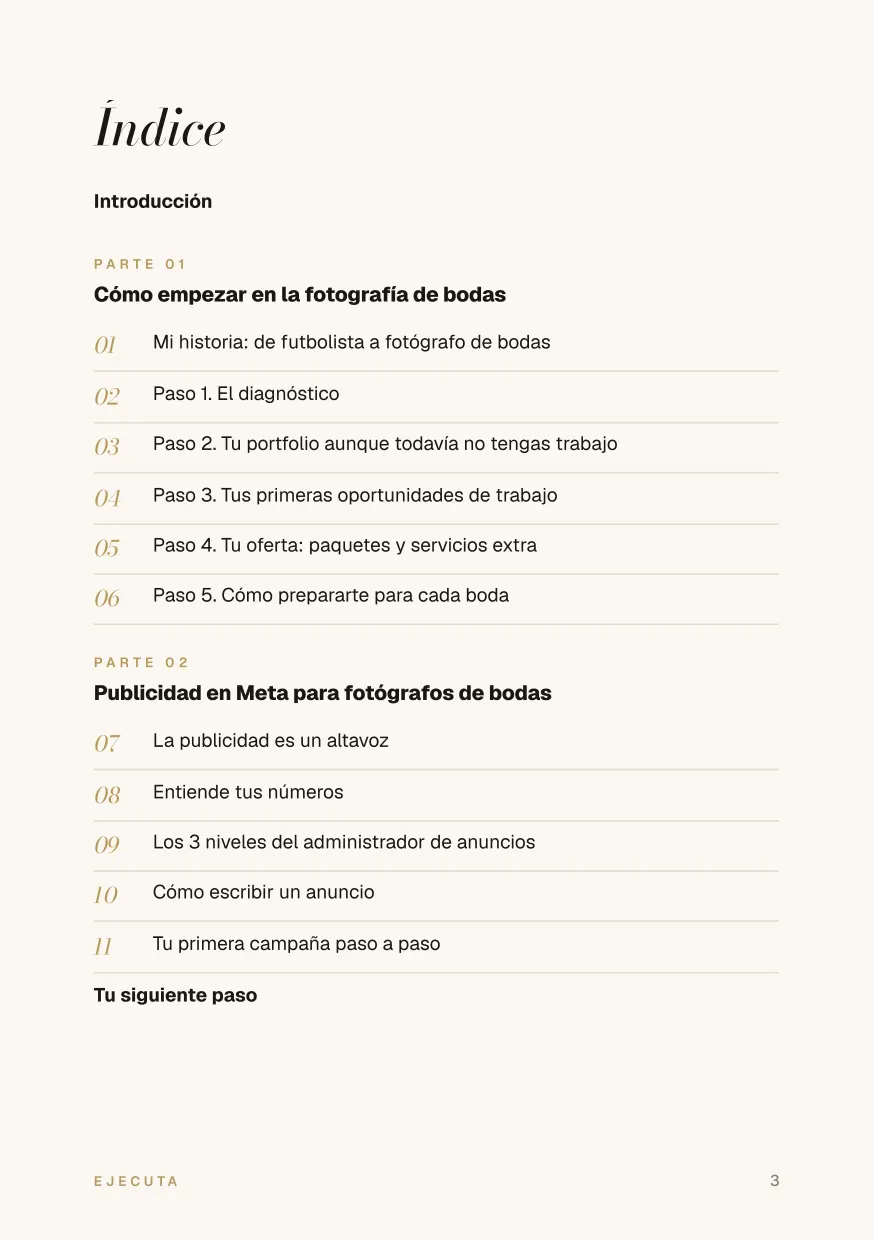 Índice
Introducción
PARTE 01
Cómo empezar en la fotografía de bodas
01 Mi historia: de futbolista a fotógrafo de bodas
02 Paso 1. El diagnóstico
03 Paso 2. Tu portfolio aunque todavía no tengas trabajo
04 Paso 3. Tus primeras oportunidades de trabajo
05 Paso 4. Tu oferta: paquetes y servicios extra
06 Paso 5. Cómo prepararte para cada boda
PARTE 02
Publicidad en Meta para fotógrafos de bodas
07 La publicidad es un altavoz
08 Entiende tus números
09 Los 3 niveles del administrador de anuncios
10 Cómo escribir un anuncio
11 Tu primera campaña paso a paso
Tu siguiente paso
EJECUTA 3